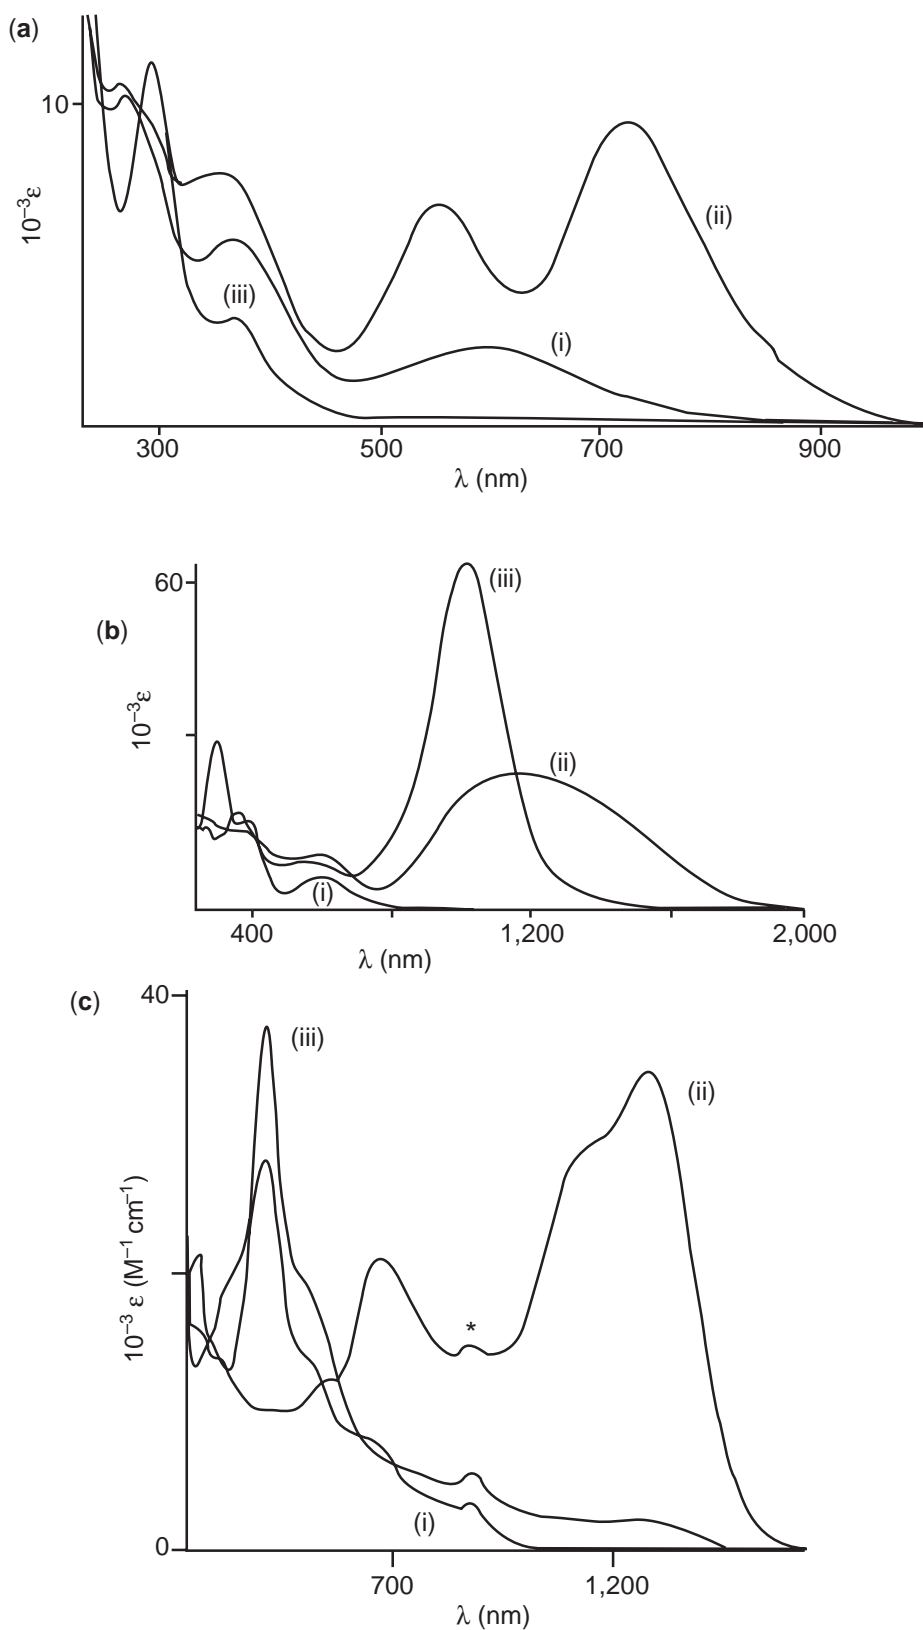 (a)
10
10⁻³ε
(ii)
(iii)
(i)
300 500 700 900
λ (nm)
60
(iii)
(b)
10⁻³ε
(ii)
(i)
400 1,200 2,000
λ (nm)
(c)
40
(iii)
(ii)
10⁻³ ε (M⁻¹ cm⁻¹)
*
(i)
0
700 1,200
λ (nm)